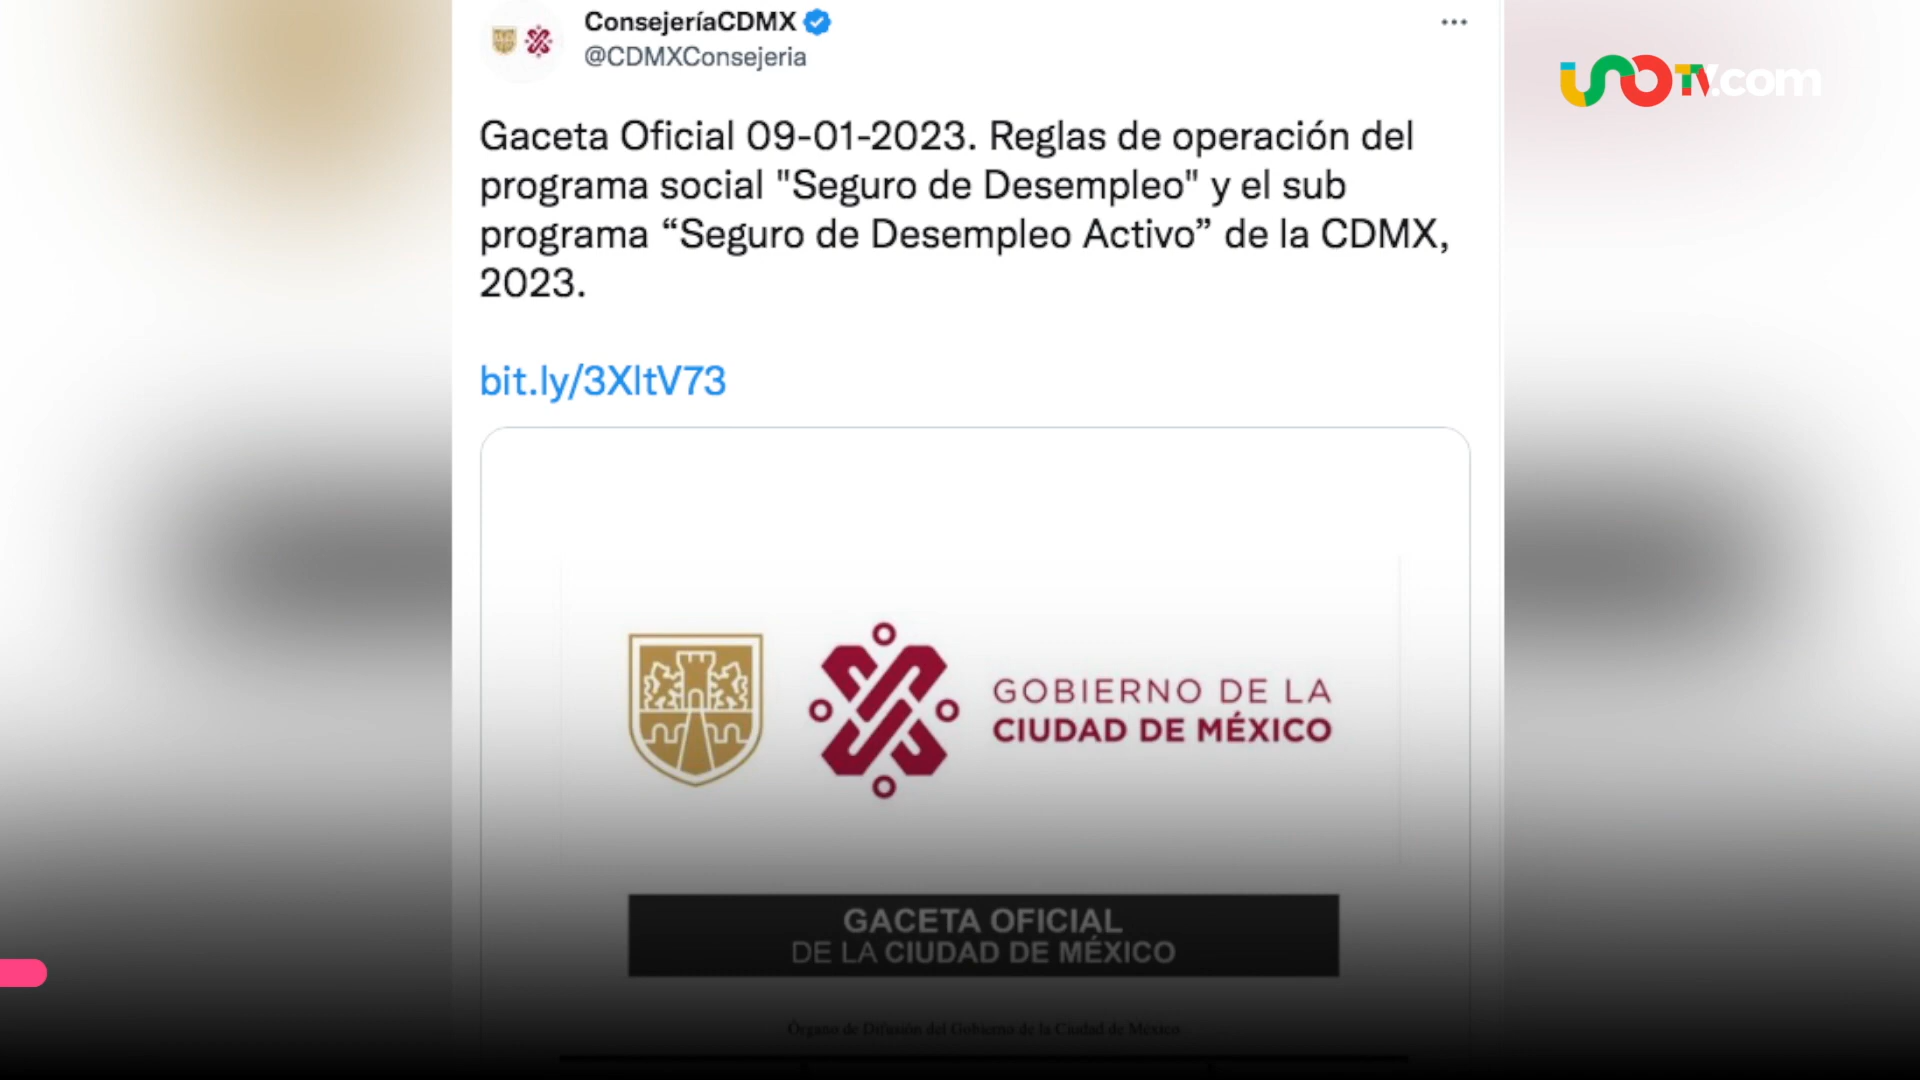 ConsejeríaCDMX
@CDMXConsejeria
unoTV.com
Gaceta Oficial 09-01-2023. Reglas de operación del
programa social "Seguro de Desempleo" y el sub
programa “Seguro de Desempleo Activo” de la CDMX,
2023.
bit.ly/3XltV73
GOBIERNO DE LA
CIUDAD DE MÉXICO
GACETA OFICIAL
DE LA CIUDAD DE MÉXICO
Órgano de Difusión del Gobierno de la Ciudad de México